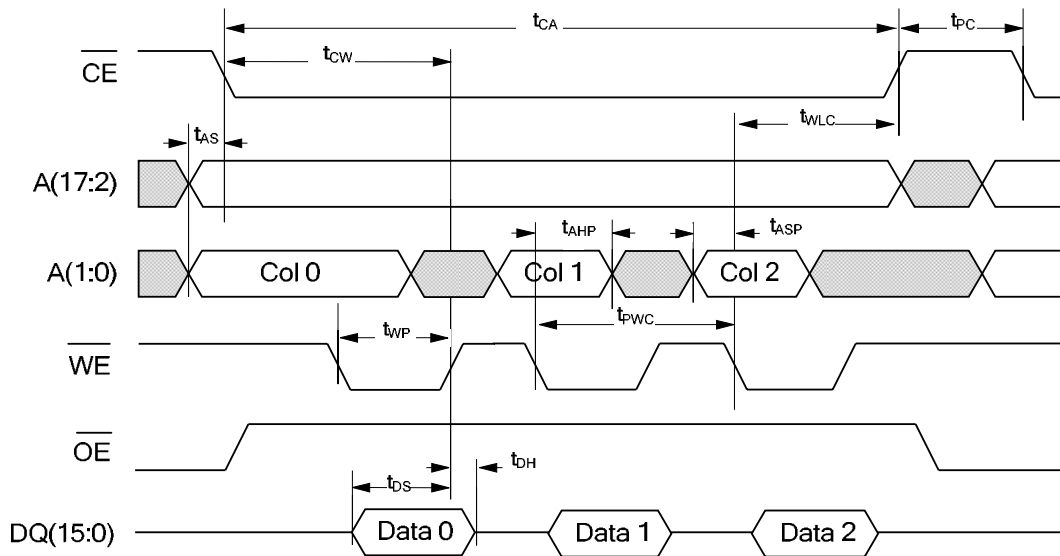 tCA
tPC
CE
tCW
tWLC
tAS
A(17:2)
tAHP
tASP
A(1:0)
Col 0
Col 1
Col 2
tPWC
tWP
WE
OE
tDH
tDS
DQ(15:0)
Data 0
Data 1
Data 2